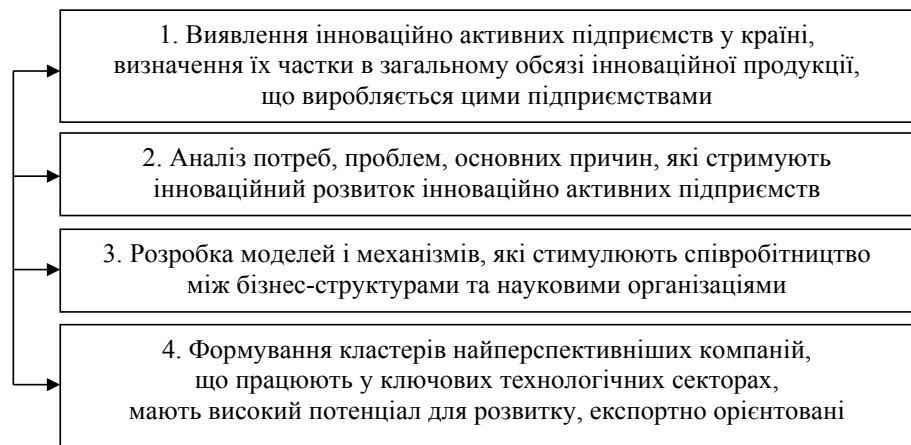 1. Виявлення інноваційно активних підприємств у країні,
визначення їх частки в загальному обсязі інноваційної продукції,
що виробляється цими підприємствами
2. Аналіз потреб, проблем, основних причин, які стримують
інноваційний розвиток інноваційно активних підприємств
3. Розробка моделей і механізмів, які стимулюють співробітництво
між бізнес-структурами та науковими організаціями
4. Формування кластерів найперспективніших компаній,
що працюють у ключових технологічних секторах,
мають високий потенціал для розвитку, експортно орієнтовані